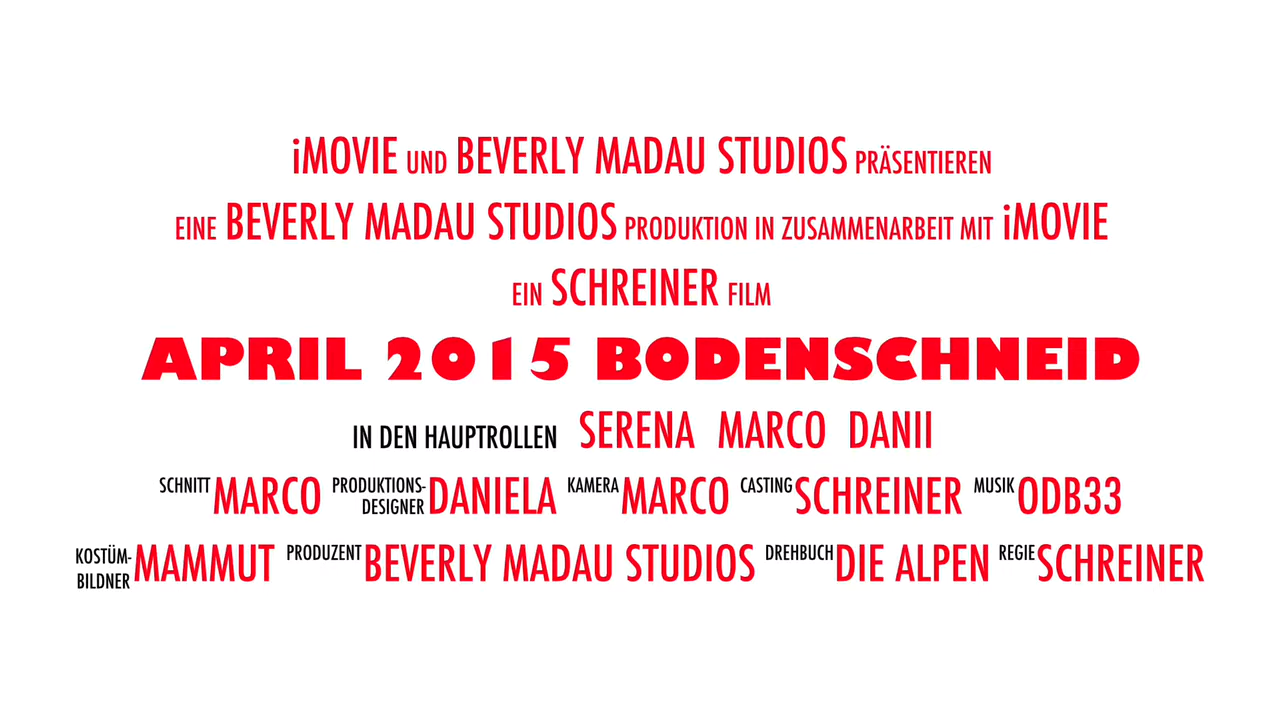 iMOVIE UND BEVERLY MADAU STUDIOS PRÄSENTIEREN
EINE BEVERLY MADAU STUDIOS PRODUKTION IN ZUSAMMENARBEIT MIT iMOVIE
EIN SCHREINER FILM
APRIL 2015 BODENSCHNEID
IN DEN HAUPTROLLEN SERENA MARCO DANII
SCHNITT MARCO PRODUKTIONS-DESIGNER DANIELA KAMERA MARCO CASTING SCHREINER MUSIK ODB33
KOSTÜM-BILDNER MAMMUT PRODUZENT BEVERLY MADAU STUDIOS DREHBUCH DIE ALPEN REGIE SCHREINER